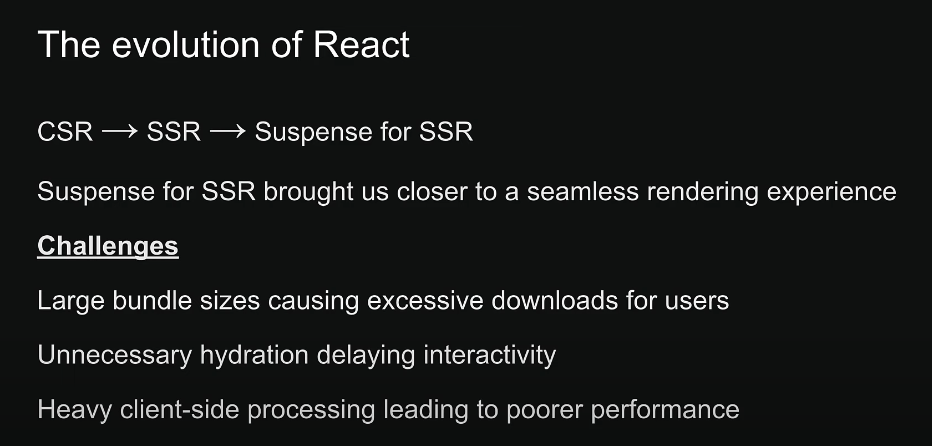 The evolution of React
CSR ⟶ SSR ⟶ Suspense for SSR
Suspense for SSR brought us closer to a seamless rendering experience
Challenges
Large bundle sizes causing excessive downloads for users
Unnecessary hydration delaying interactivity
Heavy client-side processing leading to poorer performance